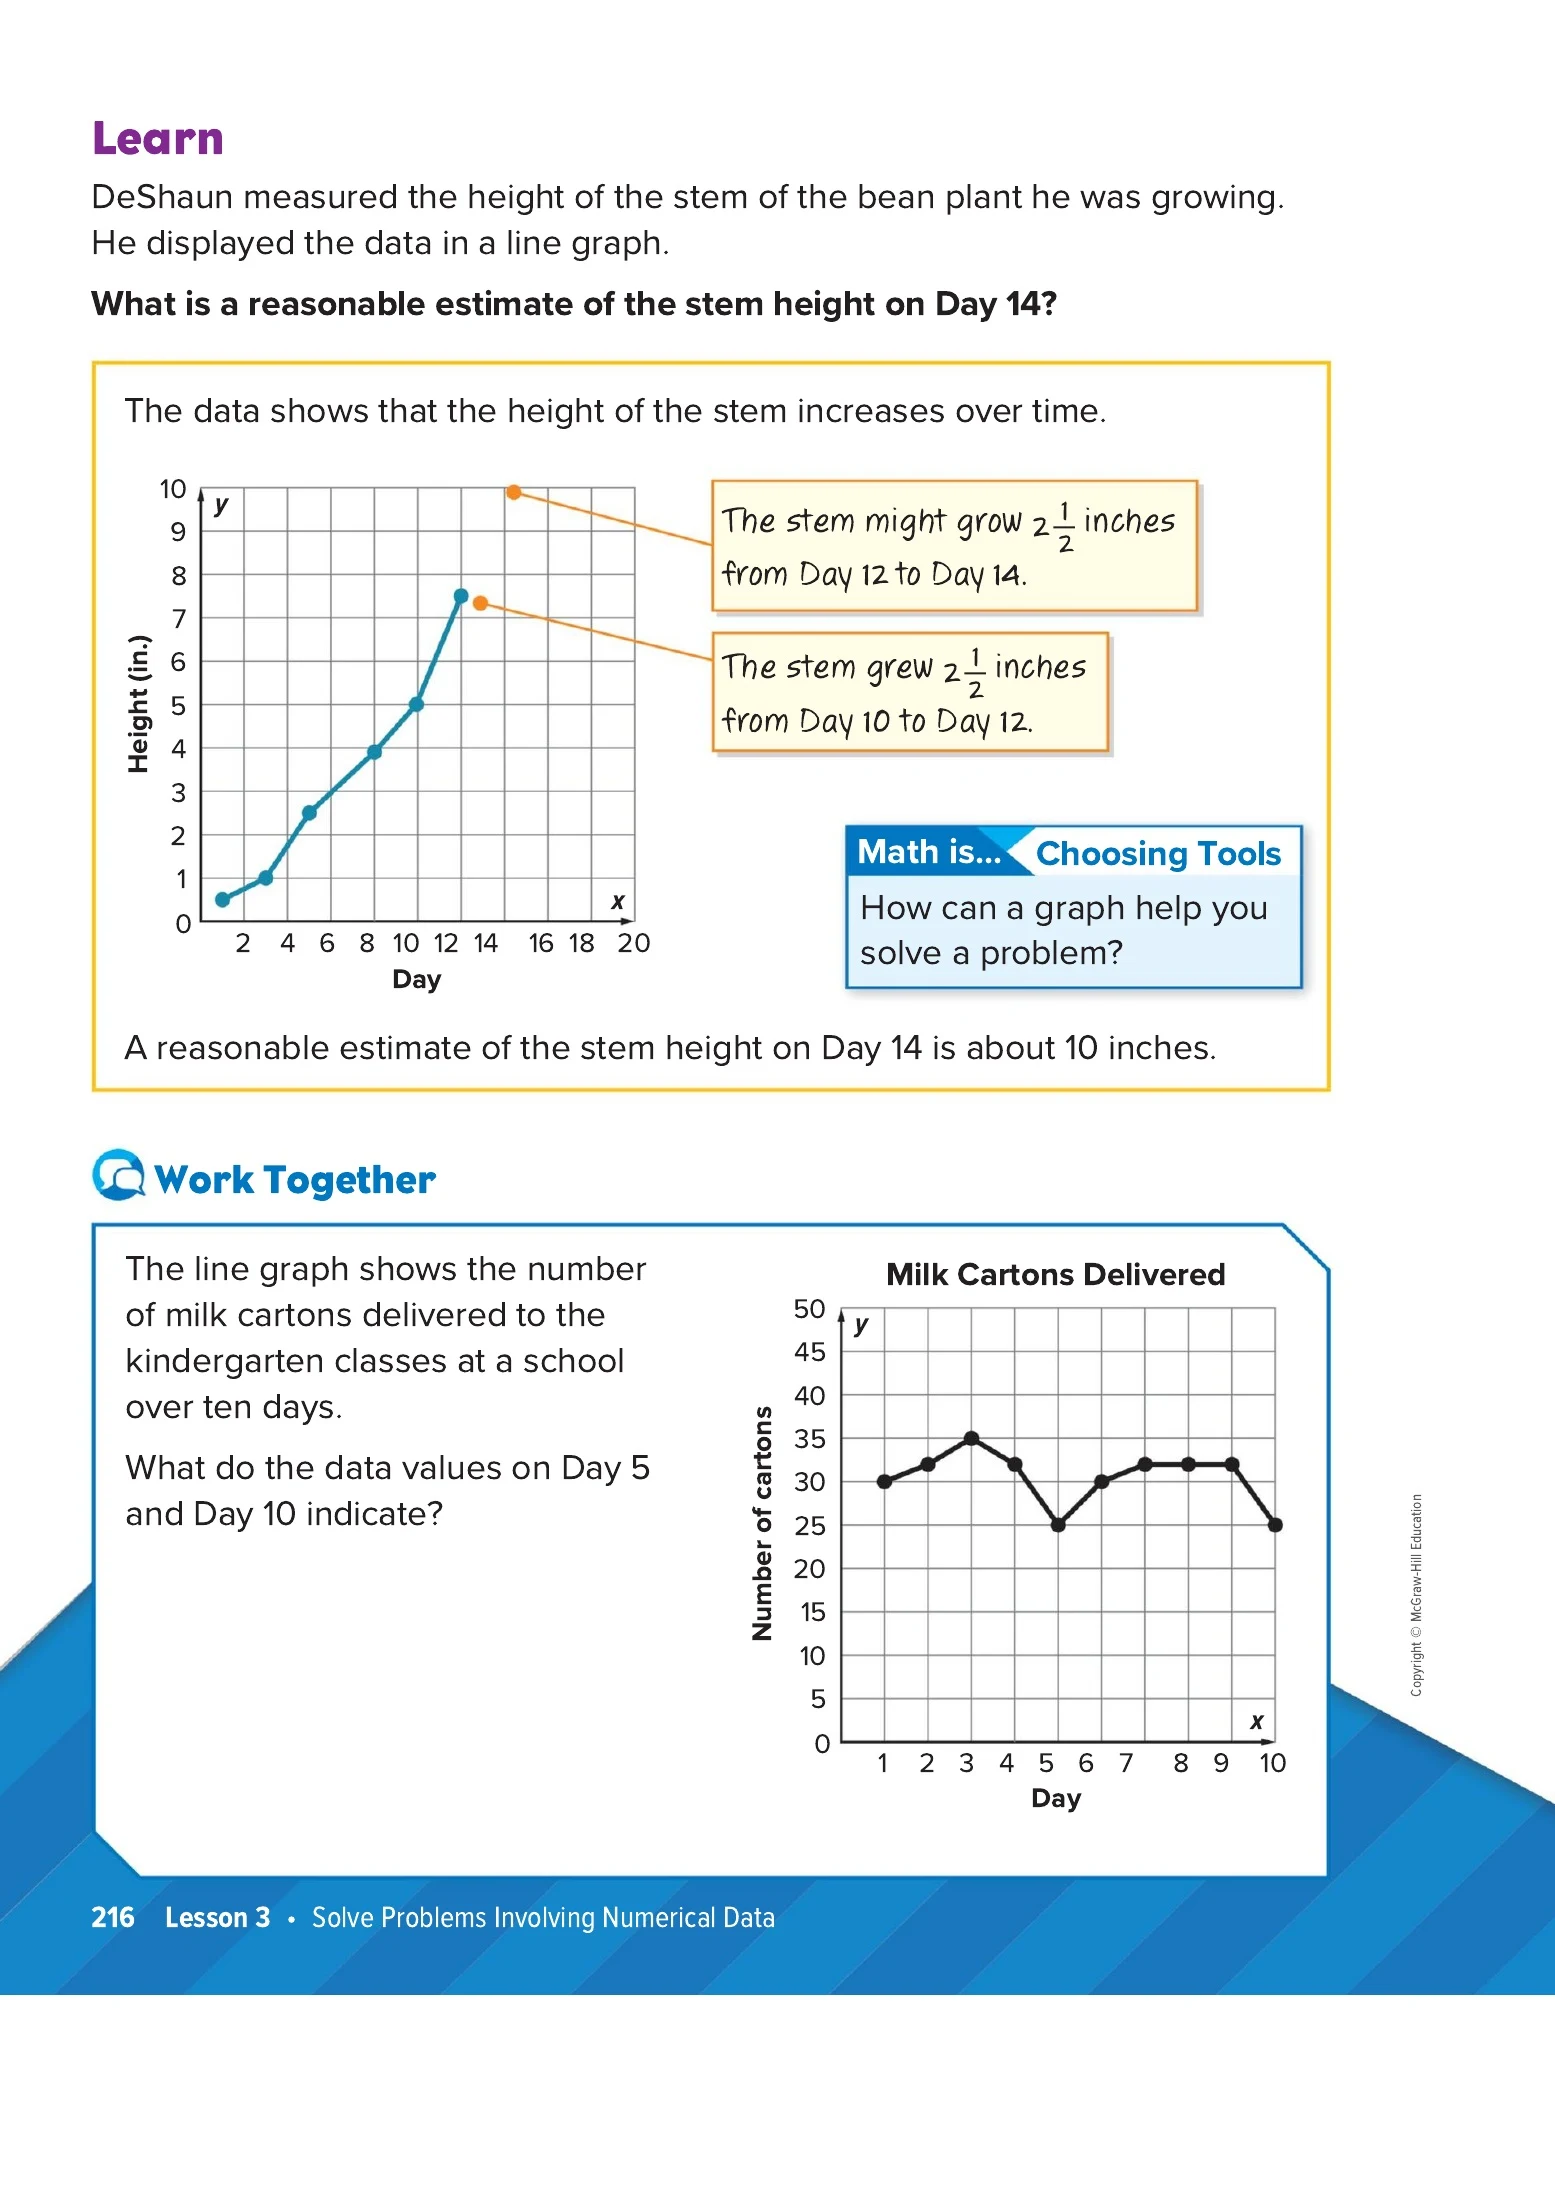 Learn
DeShaun measured the height of the stem of the bean plant he was growing.
He displayed the data in a line graph.
What is a reasonable estimate of the stem height on Day 14?
The data shows that the height of the stem increases over time.
10
9
8
7
6
5
4
3
2
1
0
y
x
Height (in.)
2 4 6 8 10 12 14 16 18 20
Day
The stem might grow 2 1/2 inches
from Day 12 to Day 14.
The stem grew 2 1/2 inches
from Day 10 to Day 12.
Math is... Choosing Tools
How can a graph help you
solve a problem?
A reasonable estimate of the stem height on Day 14 is about 10 inches.
Work Together
The line graph shows the number
of milk cartons delivered to the
kindergarten classes at a school
over ten days.
What do the data values on Day 5
and Day 10 indicate?
Milk Cartons Delivered
50
45
40
35
30
25
20
15
10
5
0
y
x
Number of cartons
1 2 3 4 5 6 7 8 9 10
Day
Copyright © McGraw-Hill Education
216 Lesson 3 • Solve Problems Involving Numerical Data